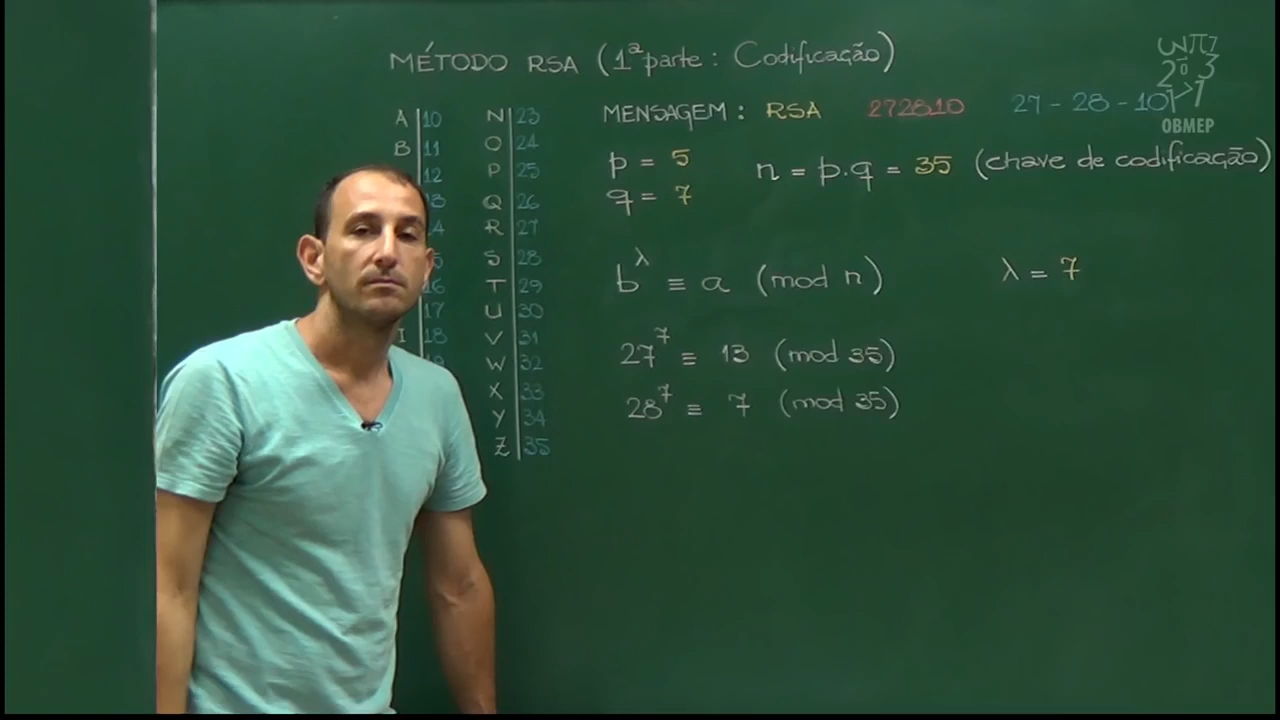 MÉTODO RSA (1ª parte: Codificação)
MENSAGEM: RSA 272810 27 - 28 - 10
OBMEP
p = 5
q = 7
n = p.q = 35 (chave de codificação)
b^λ ≡ a (mod n) λ = 7
27^7 ≡ 13 (mod 35)
28^7 ≡ 7 (mod 35)
A 10
B 11
12
16
17
I 18
N 23
O 24
P 25
Q 26
R 27
S 28
T 29
U 30
V 31
W 32
X 33
Y 34
Z 35